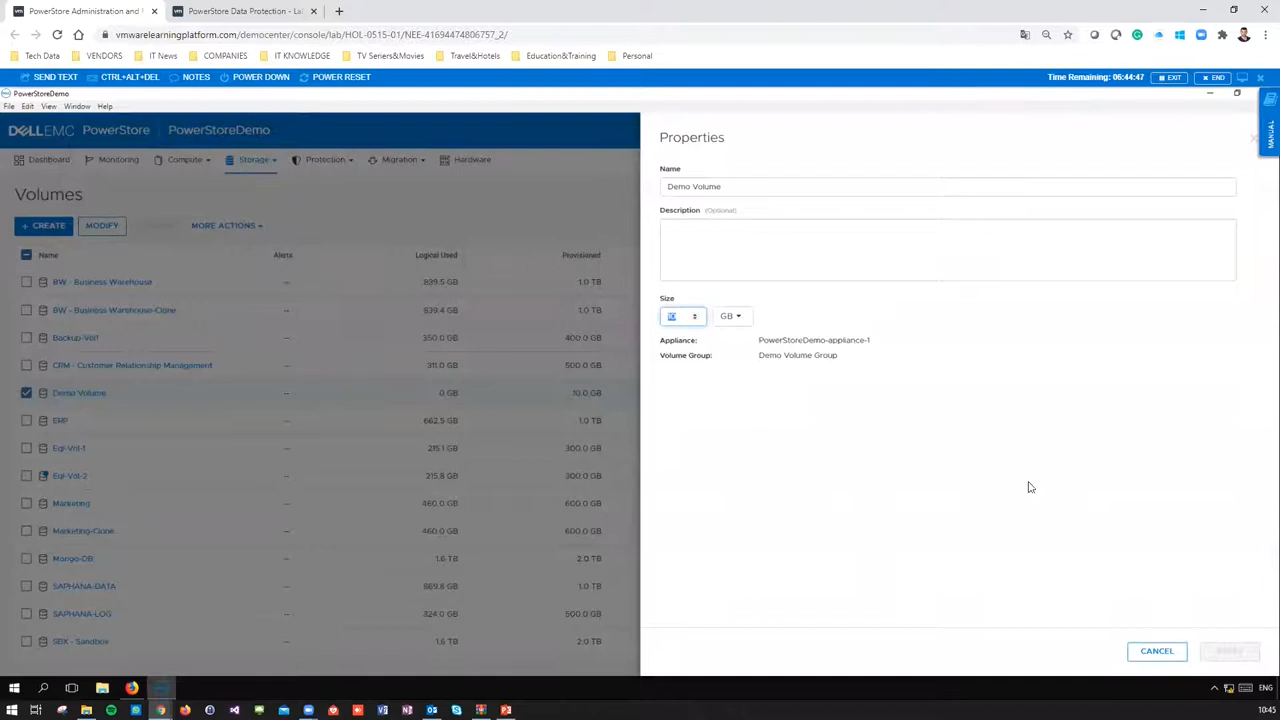 PowerStore Administration and
PowerStore Data Protection - La
vmwarelearningplatform.com/democenter/console/lab/HOL-0515-01/NEE-41694474806757_2/
Tech Data
VENDORS
IT News
COMPANIES
IT KNOWLEDGE
TV Seriers&Movies
Travel&Hotels
Education&Training
Personal
SEND TEXT
CTRL+ALT+DEL
NOTES
POWER DOWN
POWER RESET
Time Remaining: 06:44:47
EXIT
END
PowerStoreDemo
File Edit View Window Help
MANUAL
DELLEMC PowerStore PowerStoreDemo
Dashboard Monitoring Compute Storage Protection Migration Hardware
Volumes
+ CREATE MODIFY MORE ACTIONS
Name Alerts Logical Used Provisioned
BW - Business Warehouse -- 839.5 GB 1.0 TB
BW - Business Warehouse-Clone -- 839.4 GB 1.0 TB
Backup-Vol1 -- 350.0 GB 400.0 GB
CRM - Customer Relationship Management -- 311.0 GB 500.0 GB
Demo Volume -- 0 GB 10.0 GB
ERP -- 662.5 GB 1.0 TB
Eql-Vol-1 -- 215.1 GB 300.0 GB
Eql-Vol-2 -- 215.8 GB 300.0 GB
Marketing -- 460.0 GB 600.0 GB
Marketing-Clone -- 460.0 GB 600.0 GB
Mongo-DB -- 1.6 TB 2.0 TB
SAPHANA-DATA -- 869.8 GB 1.0 TB
SAPHANA-LOG -- 324.0 GB 500.0 GB
SBX - Sandbox -- 1.6 TB 2.0 TB
Properties
Name
Demo Volume
Description (Optional)
Size
10 GB
Appliance: PowerStoreDemo-appliance-1
Volume Group: Demo Volume Group
CANCEL
ENG
ENG
10:45